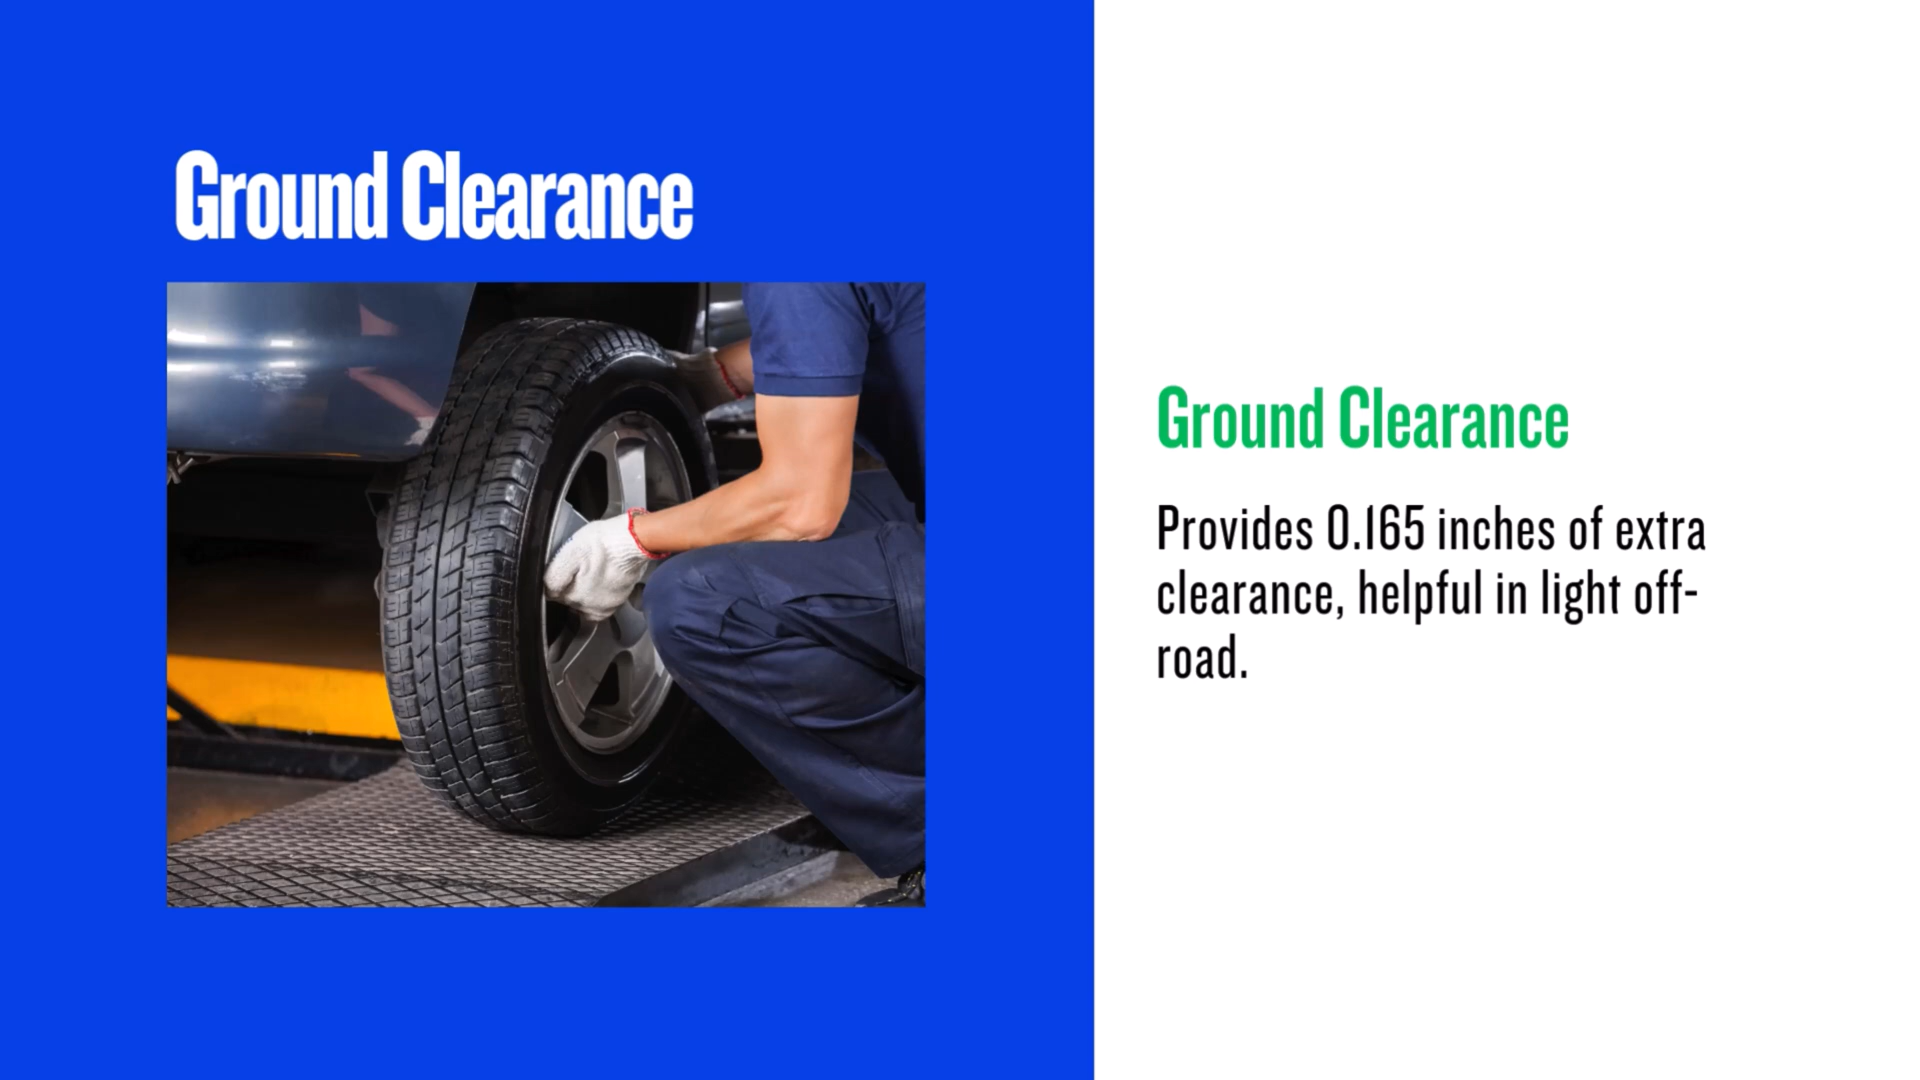 Ground Clearance
Ground Clearance
Provides 0.165 inches of extra
clearance, helpful in light off-
road.